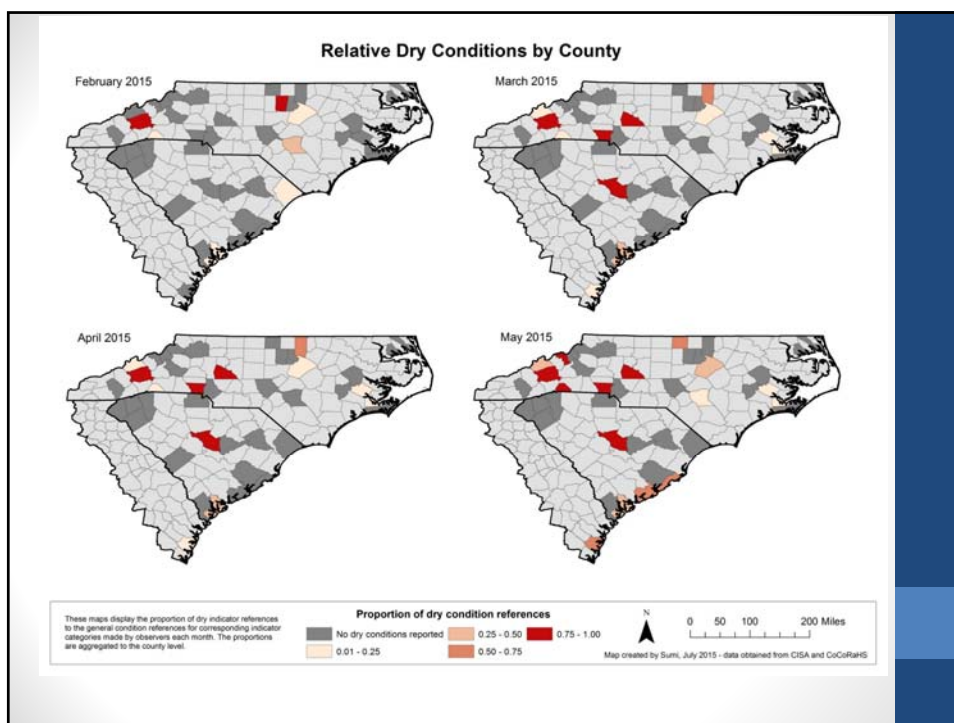 Relative Dry Conditions by County
February 2015
March 2015
April 2015
May 2015
These maps display the proportion of dry indicator references
to the general condition references for corresponding indicator
categories made by observers each month. The proportions
are aggregated to the county level.
Proportion of dry condition references
No dry conditions reported
0.25 - 0.50
0.75 - 1.00
0.01 - 0.25
0.50 - 0.75
N
0 50 100 200 Miles
Map created by Sumi, July 2015 - data obtained from CISA and CoCoRaHS